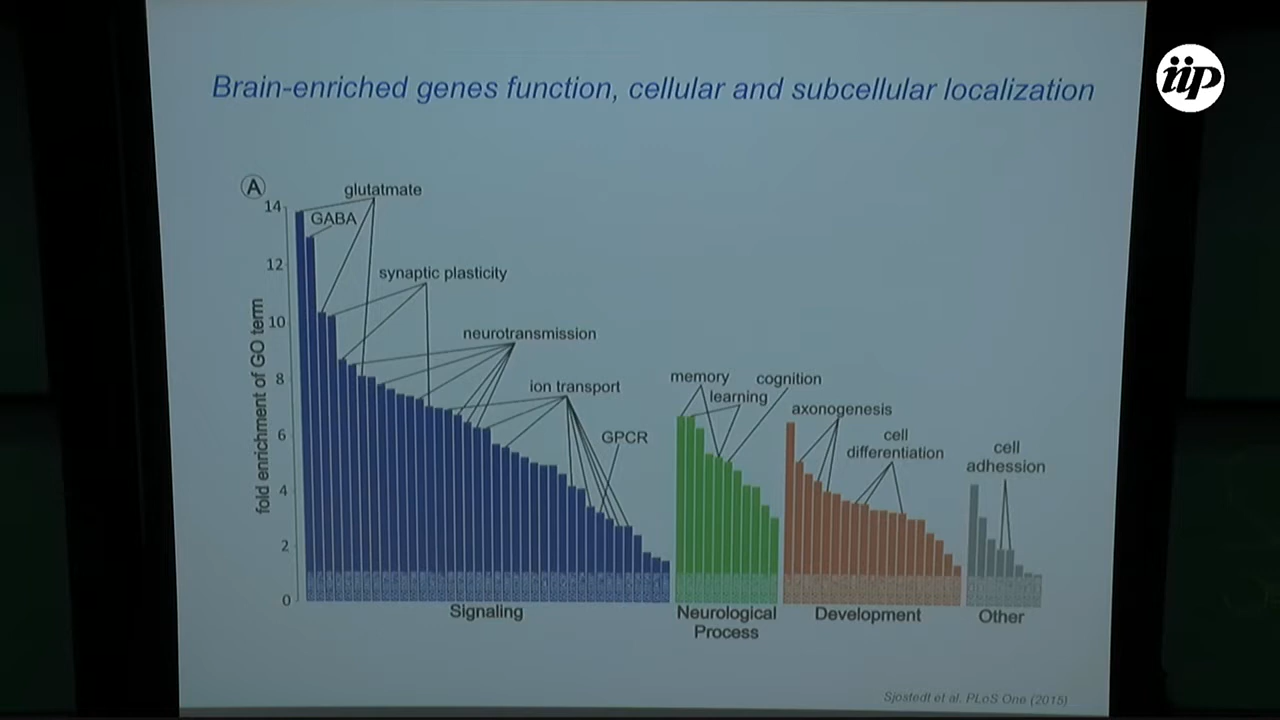 iip
Brain-enriched genes function, cellular and subcellular localization
A
glutatmate
GABA
synaptic plasticity
neurotransmission
ion transport
GPCR
memory
learning
cognition
axonogenesis
cell
differentiation
cell
adhession
fold enrichment of GO term
14
12
10
8
6
4
2
0
Signaling
Neurological
Process
Development
Other
Sjostedt et al. PLoS One (2015)